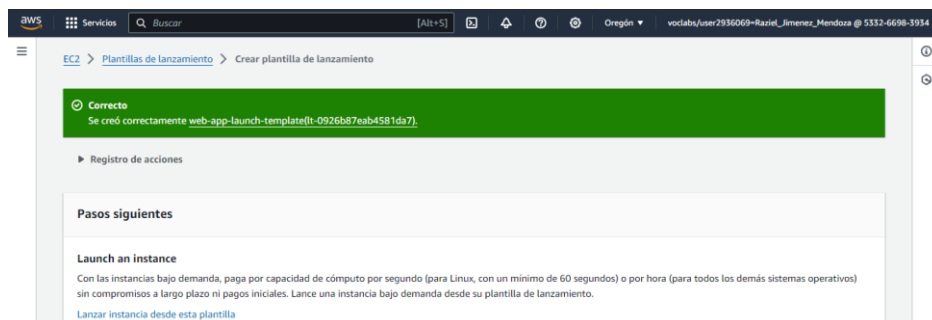 aws
Servicios
Buscar
[Alt+S]
Oregón
voclabs/user2936069=Raziel_Jimenez_Mendoza @ 5332-6698-3934
EC2 > Plantillas de lanzamiento > Crear plantilla de lanzamiento
Correcto
Se creó correctamente web-app-launch-template(lt-0926b87eab4581da7).
Registro de acciones
Pasos siguientes
Launch an instance
Con las instancias bajo demanda, paga por capacidad de cómputo por segundo (para Linux, con un mínimo de 60 segundos) o por hora (para todos los demás sistemas operativos)
sin compromisos a largo plazo ni pagos iniciales. Lance una instancia bajo demanda desde su plantilla de lanzamiento.
Lanzar instancia desde esta plantilla